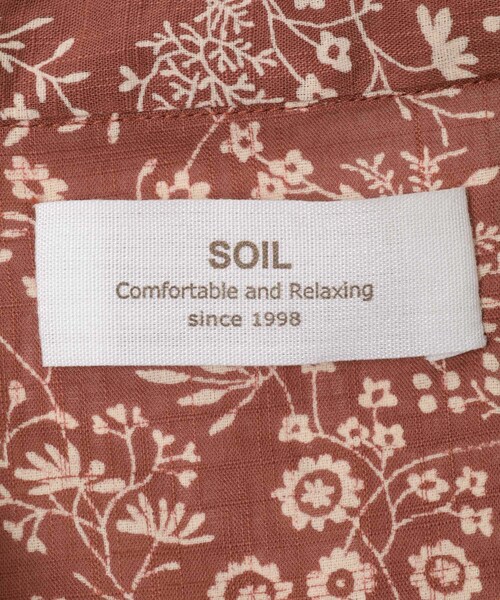 SOIL
Comfortable and Relaxing
since 1998